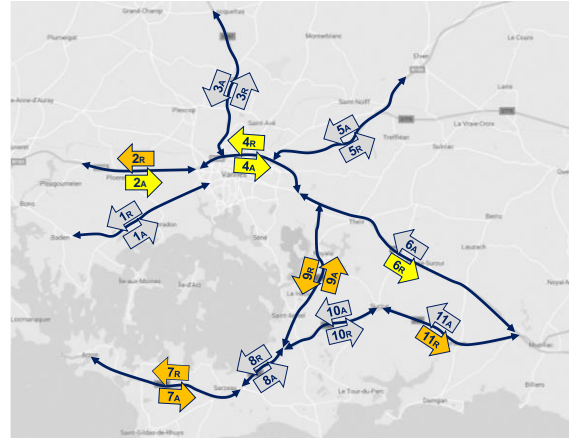 Grand-Champ
Locqueltas
Plumergat
Monterblanc
Elven
Le Cours
3A
3R
Larré
Plescop
Saint-Avé
Saint-Nolff
5A
5R
La Vraie-Croix
Treffléan
Sulniac
2R
4R
2A
4A
Ploeren
Vannes
Plougoumelen
Bono
1R
1A
Baden
Arradon
Séné
Theix
Berric
Lauzach
6A
6R
Île-aux-Moines
Île-d'Arz
9R
9A
Noyal-M
Le Hézo
Surzur
Locmariaquer
Saint-Armel
10A
10R
11A
11R
Muzillac
Arzon
7R
7A
8R
8A
Sarzeau
Le Tour-du-Parc
Damgan
Billiers
Saint-Gildas-de-Rhuys